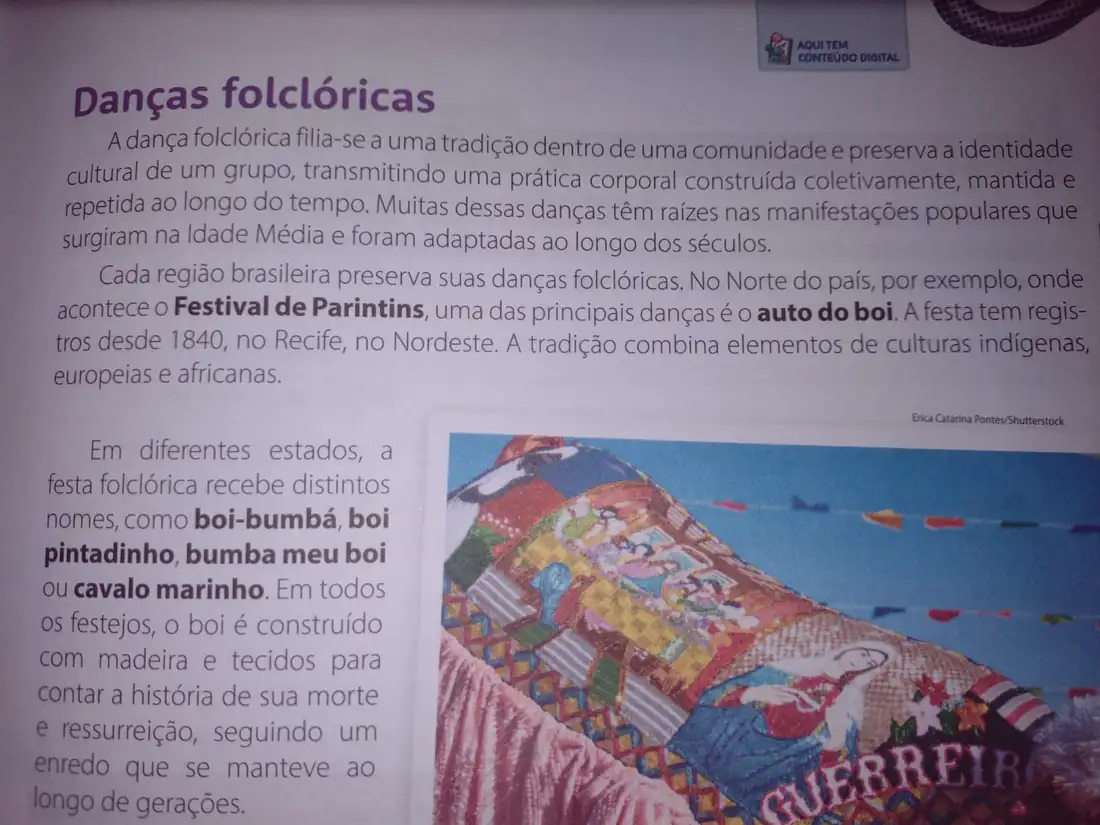 AQUI TEM
CONTEÚDO DIGITAL
Danças folclóricas
A dança folclórica filia-se a uma tradição dentro de uma comunidade e preserva a identidade
cultural de um grupo, transmitindo uma prática corporal construída coletivamente, mantida e
repetida ao longo do tempo. Muitas dessas danças têm raízes nas manifestações populares que
surgiram na Idade Média e foram adaptadas ao longo dos séculos.
Cada região brasileira preserva suas danças folclóricas. No Norte do país, por exemplo, onde
acontece o Festival de Parintins, uma das principais danças é o auto do boi. A festa tem regis-
tros desde 1840, no Recife, no Nordeste. A tradição combina elementos de culturas indígenas,
europeias e africanas.
Erica Catarina Pontes/Shutterstock
Em diferentes estados, a
festa folclórica recebe distintos
nomes, como boi-bumbá, boi
pintadinho, bumba meu boi
ou cavalo marinho. Em todos
os festejos, o boi é construído
com madeira e tecidos para
contar a história de sua morte
e ressurreição, seguindo um
enredo que se manteve ao
longo de gerações.
GUERREIRO